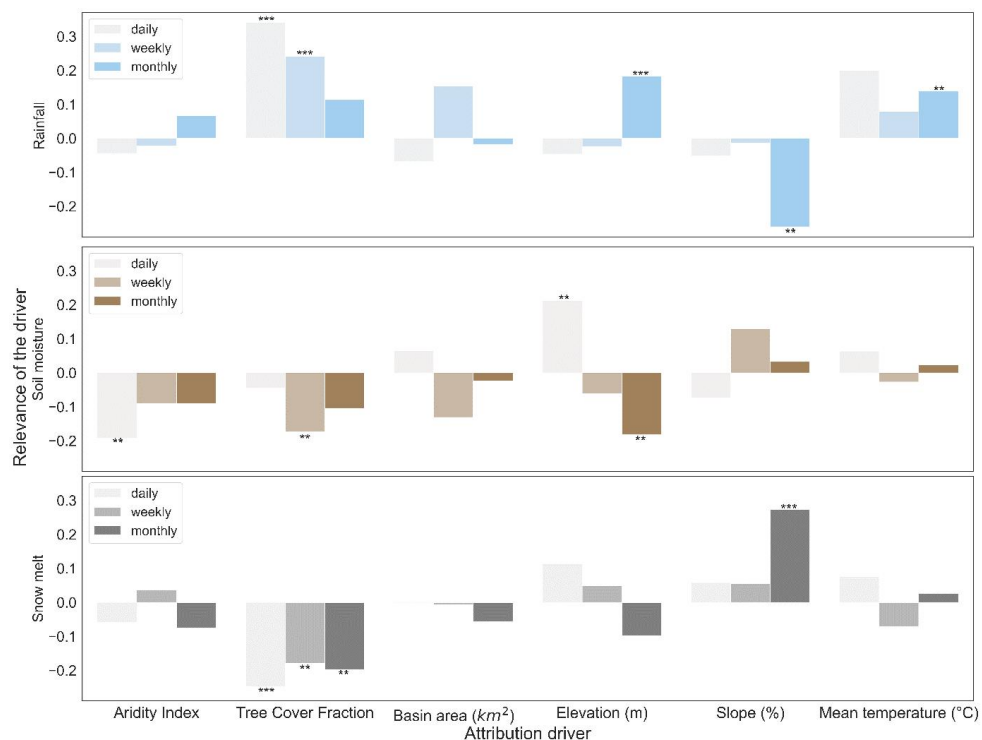 0.3
0.2
0.1
0.0
−0.1
−0.2
Rainfall
daily
weekly
monthly
***
***
***
**
**
0.3
0.2
0.1
0.0
−0.1
−0.2
Relevance of the driver
Soil moisture
daily
weekly
monthly
**
**
**
**
0.3
0.2
0.1
0.0
−0.1
−0.2
Snow melt
daily
weekly
monthly
***
**
**
***
Aridity Index Tree Cover Fraction Basin area (km²) Elevation (m) Slope (%) Mean temperature (°C)
Attribution driver